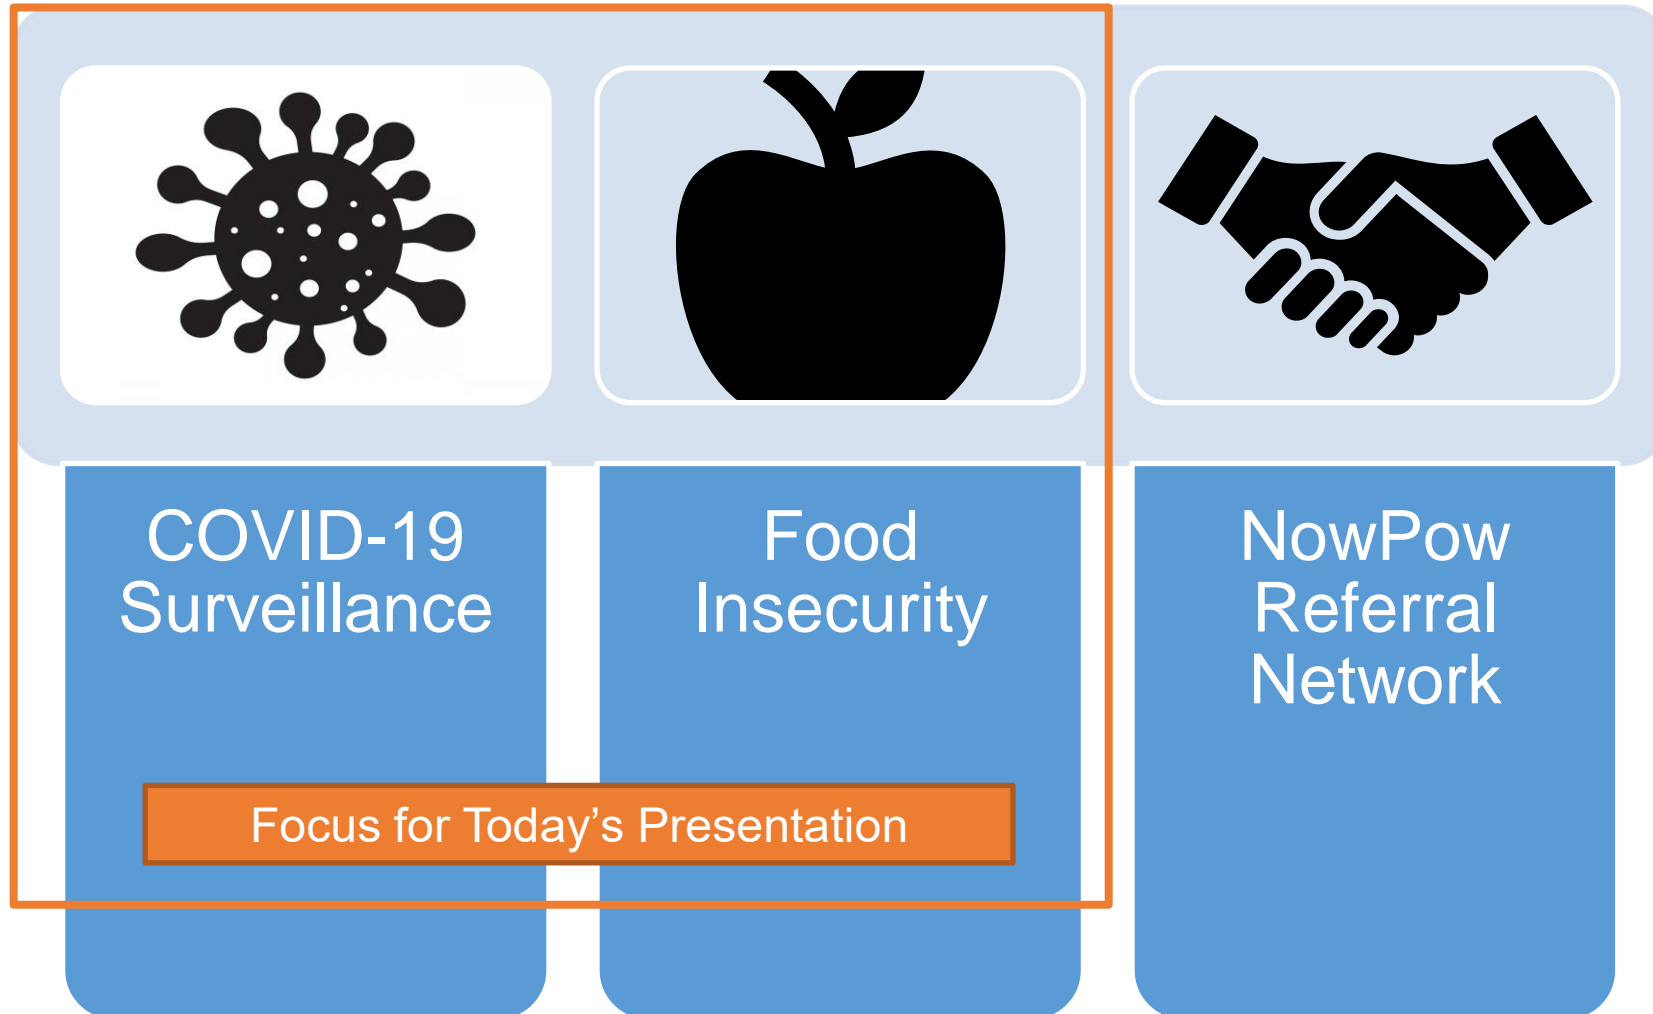 COVID-19
Surveillance
Food
Insecurity
NowPow
Referral
Network
Focus for Today’s Presentation